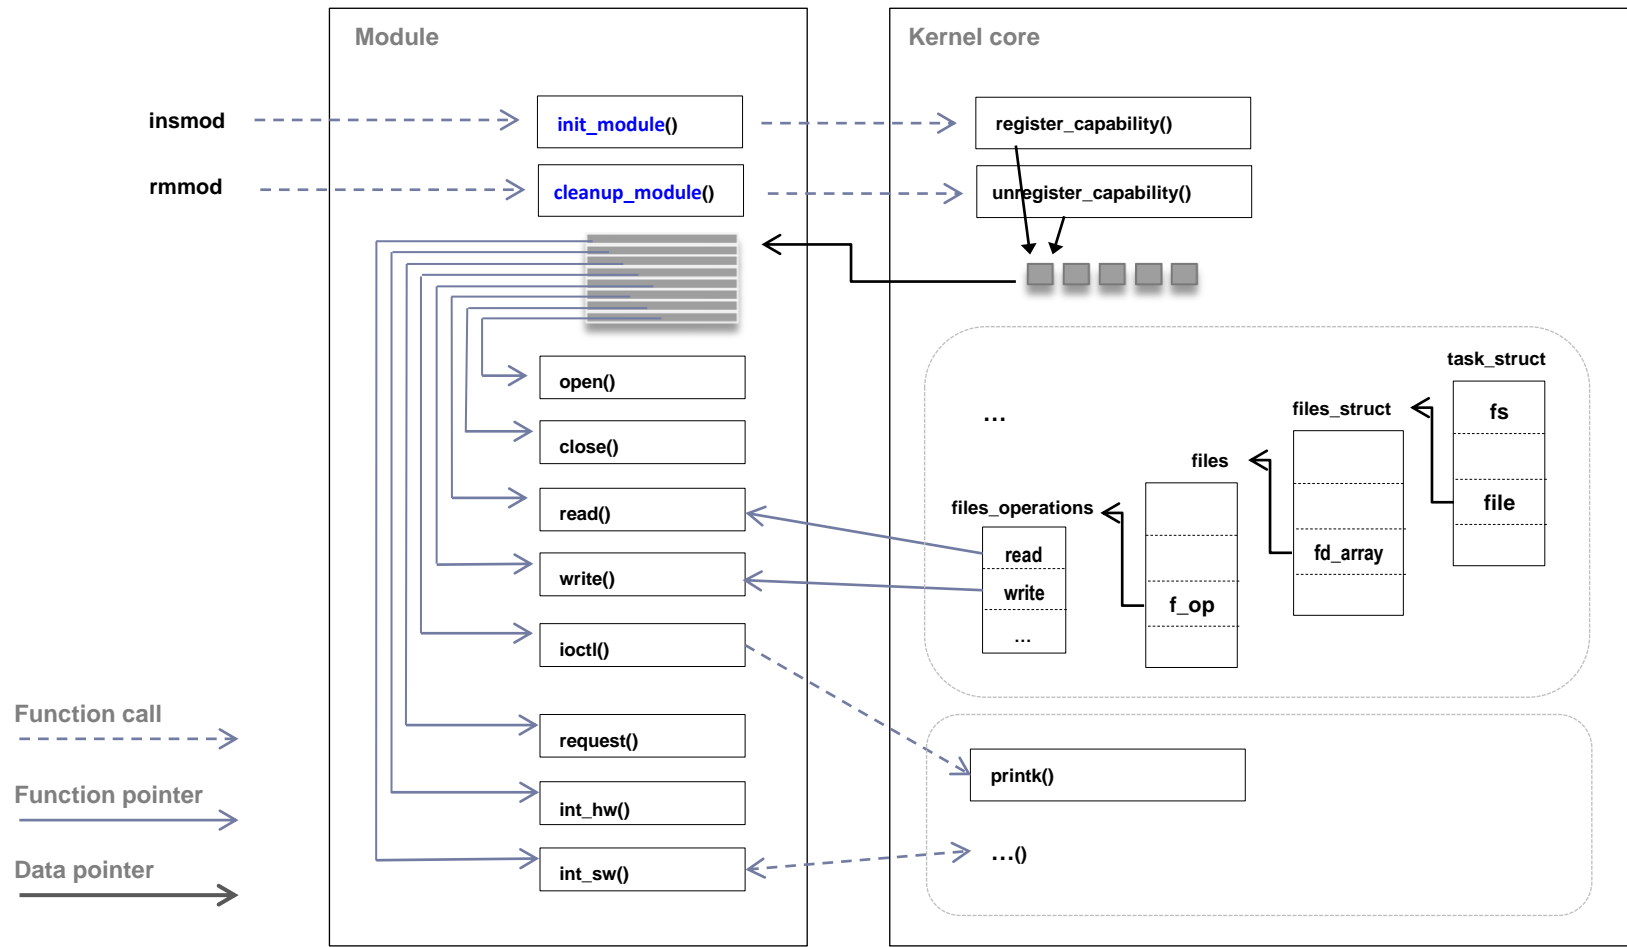 Module
Kernel core
insmod
init_module()
register_capability()
rmmod
cleanup_module()
unregister_capability()
open()
close()
read()
write()
ioctl()
request()
int_hw()
int_sw()
task_struct
fs
file
files_struct
fd_array
files
f_op
...
files_operations
read
write
...
printk()
...()
Function call
Function pointer
Data pointer